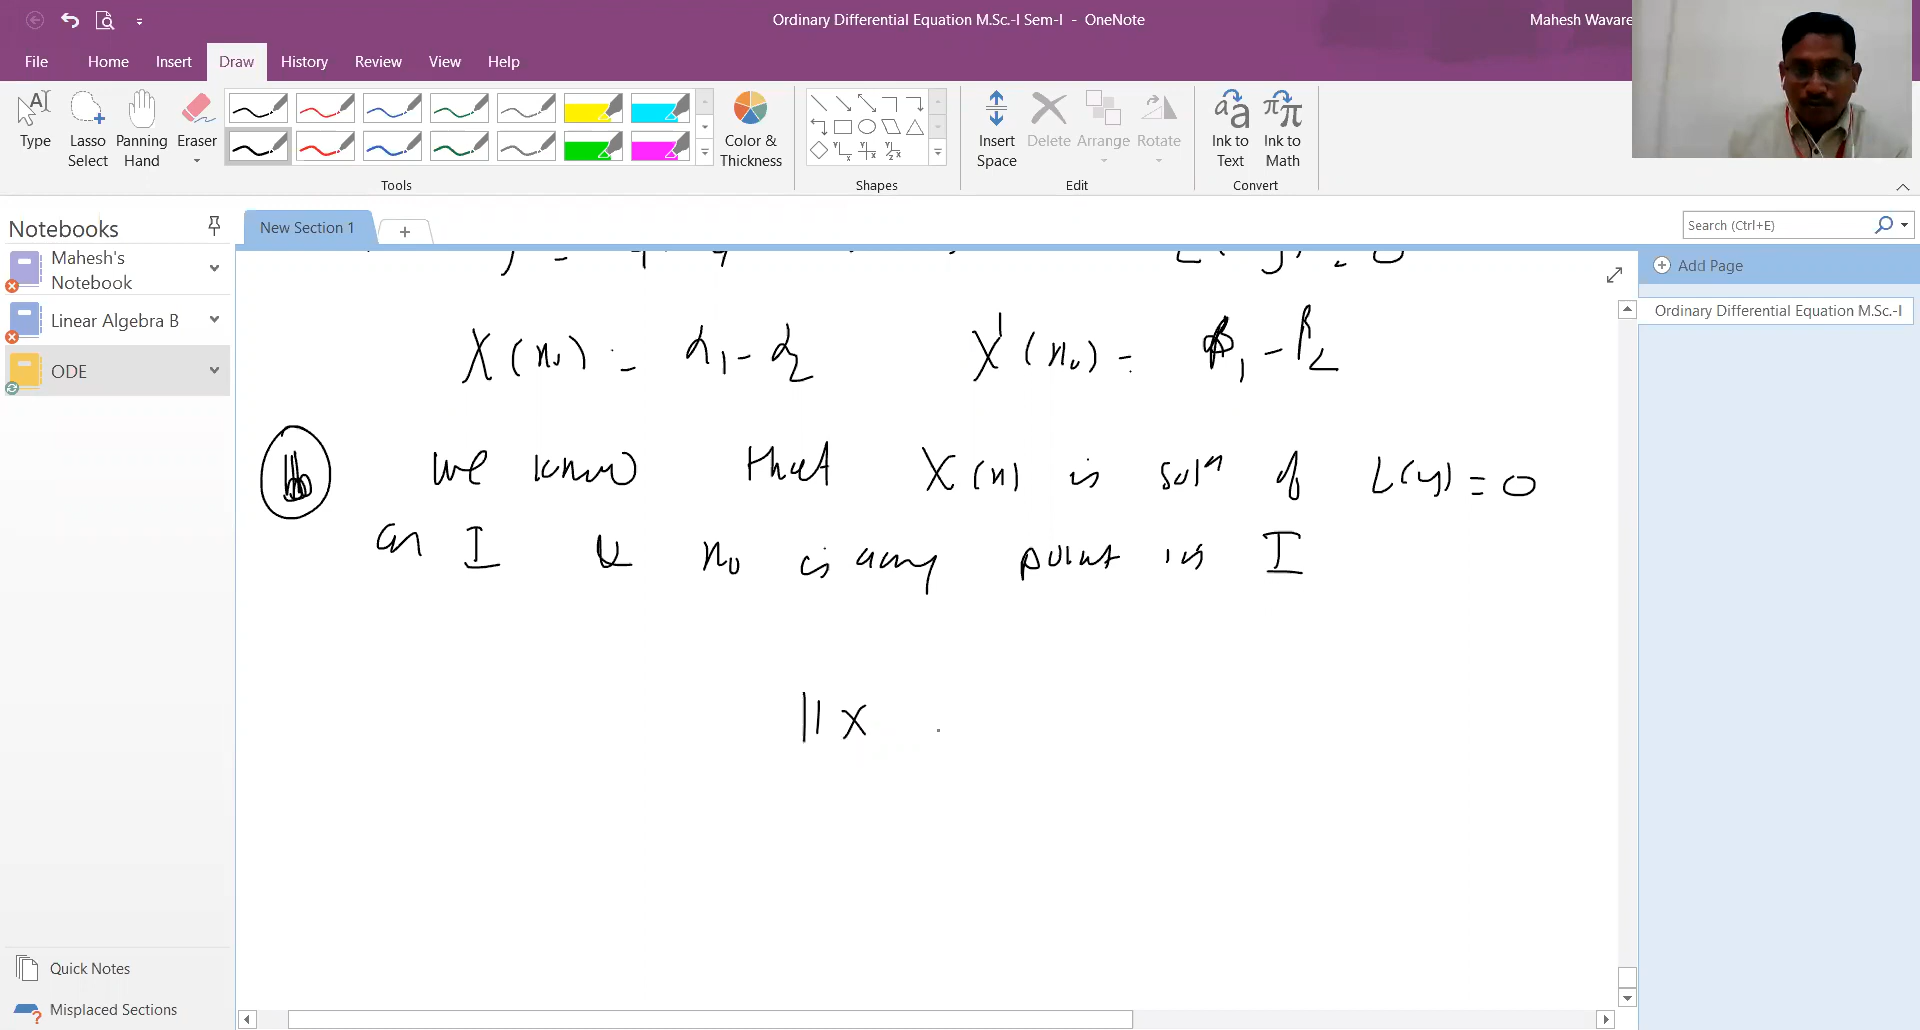 Ordinary Differential Equation M.Sc.-I Sem-I - OneNote
Mahesh Wavare
File Home Insert Draw History Review View Help
Type
Lasso Select
Panning Hand
Eraser
Color & Thickness
Insert Space
Delete
Arrange
Rotate
Ink to Text
Ink to Math
Tools
Shapes
Edit
Convert
Notebooks
New Section 1
Search (Ctrl+E)
Mahesh's Notebook
Linear Algebra B
ODE
Add Page
Ordinary Differential Equation M.Sc.-I
X(x₀) = α₁ - α₂ X'(x₀) = β₁ - β₂
(b) we know that X(x) is solⁿ of L(y) = 0
on I & x₀ is any point in I
|| X
Quick Notes
Misplaced Sections